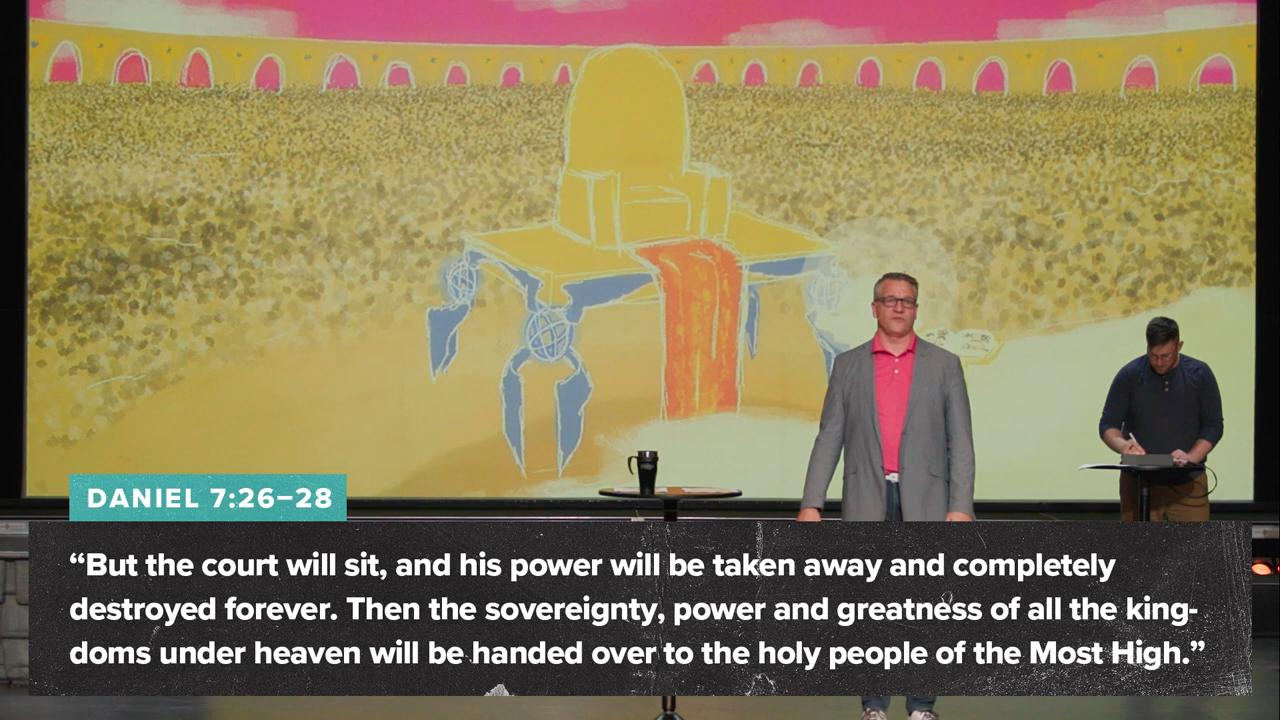 DANIEL 7:26–28
“But the court will sit, and his power will be taken away and completely
destroyed forever. Then the sovereignty, power and greatness of all the king-
doms under heaven will be handed over to the holy people of the Most High.”